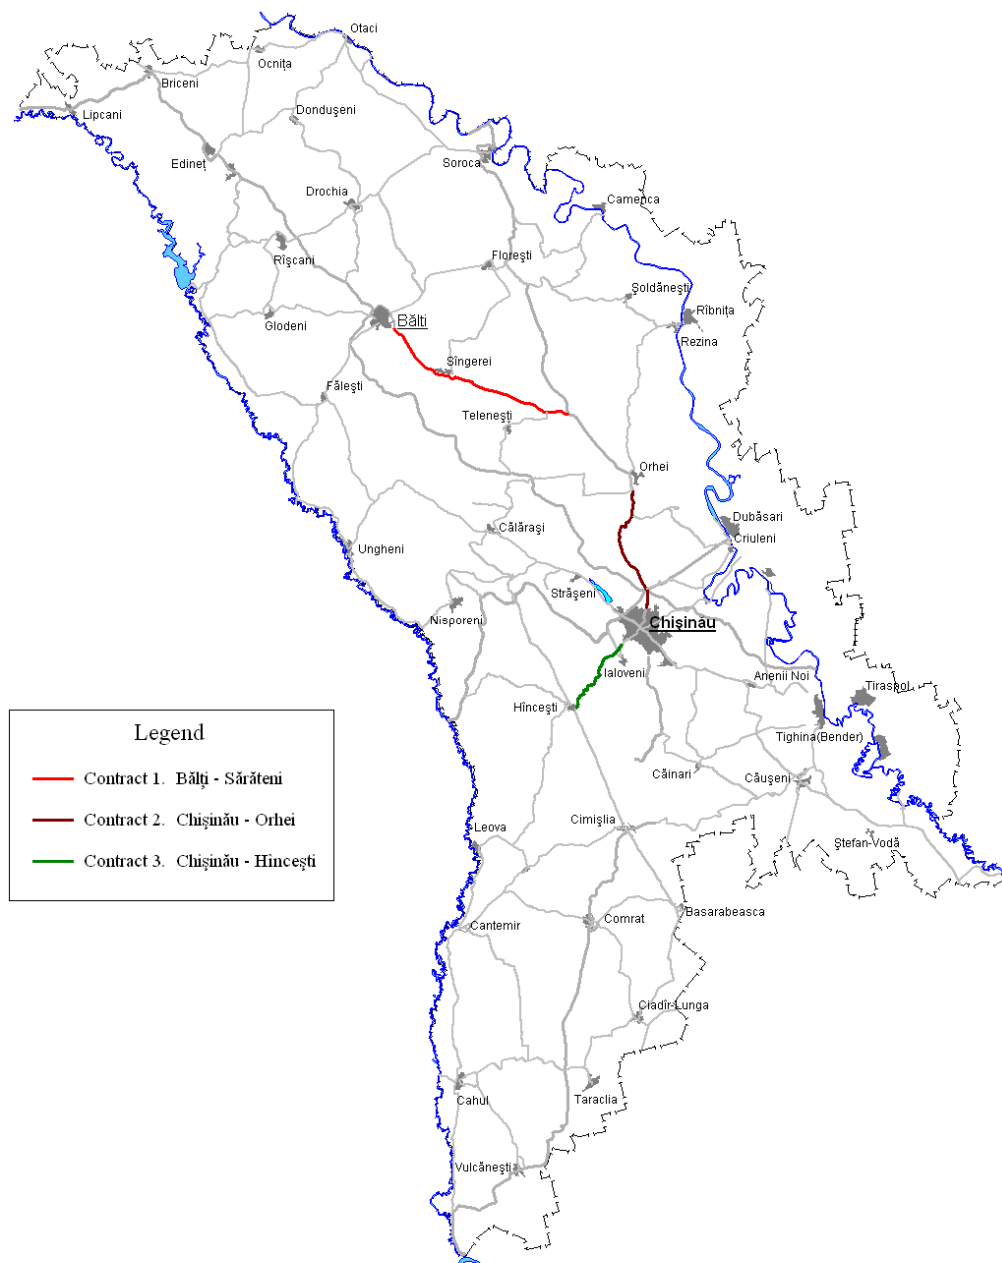 Otaci
Ocnița
Briceni
Lipcani
Dondușeni
Edineț
Soroca
Drochia
Camenca
Rîșcani
Florești
Șoldănești
Glodeni
Bălți
Rîbnița
Rezina
Sîngerei
Fălești
Telenești
Orhei
Dubăsari
Călărași
Criuleni
Ungheni
Strășeni
Nisporeni
Chișinău
Ialoveni
Anenii Noi
Tiraspol
Hîncești
Tighina(Bender)
Legend
Căinari
Căușeni
Contract 1. Bălți - Sărăteni
Contract 2. Chișinău - Orhei
Contract 3. Chișinău - Hîncești
Leova
Cimișlia
Ștefan-Vodă
Basarabeasca
Cantemir
Comrat
Ciadîr-Lunga
Cahul
Taraclia
Vulcănești